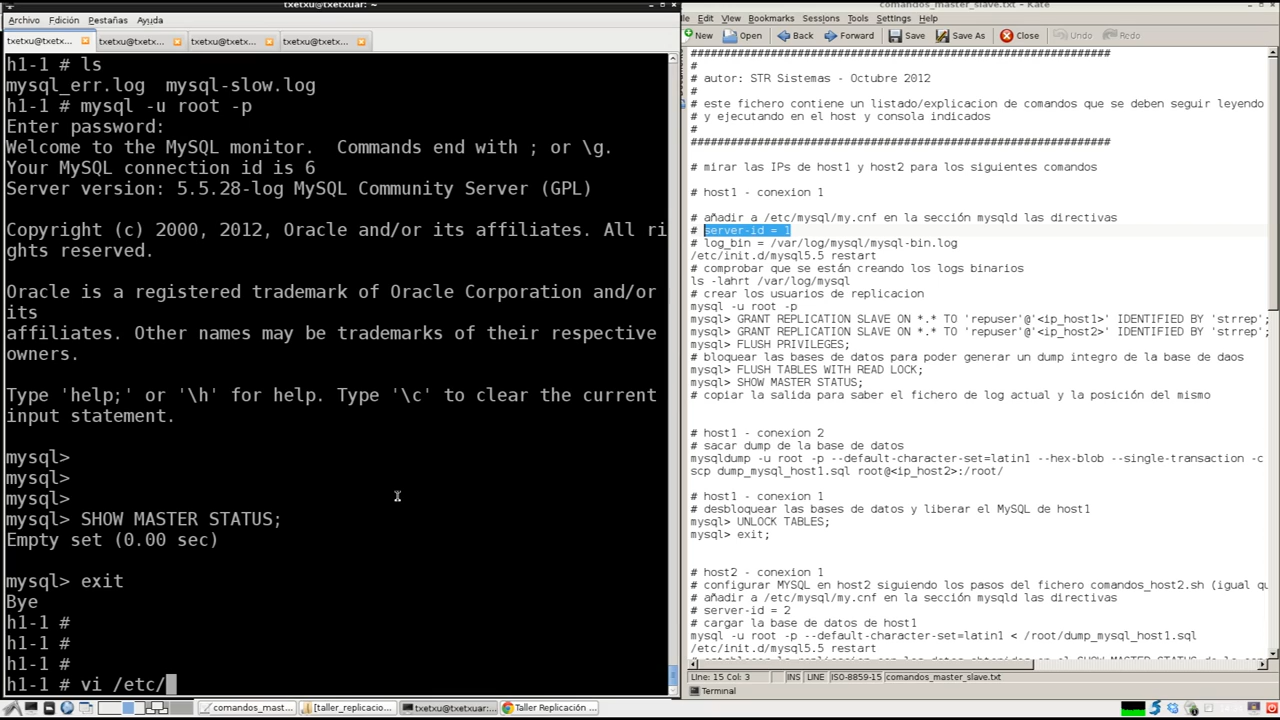 txetxu@txetxuar: ~
Archivo Edición Pestañas Ayuda
txetxu@txetx... txetxu@txetx... txetxu@txetx... txetxu@txetx...
h1-1 # ls
mysql_err.log mysql-slow.log
h1-1 # mysql -u root -p
Enter password:
Welcome to the MySQL monitor. Commands end with ; or \g.
Your MySQL connection id is 6
Server version: 5.5.28-log MySQL Community Server (GPL)
Copyright (c) 2000, 2012, Oracle and/or its affiliates. All ri
ghts reserved.
Oracle is a registered trademark of Oracle Corporation and/or
its
affiliates. Other names may be trademarks of their respective
owners.
Type 'help;' or '\h' for help. Type '\c' to clear the current
input statement.
mysql>
mysql>
mysql>
mysql> SHOW MASTER STATUS;
Empty set (0.00 sec)
mysql> exit
Bye
h1-1 #
h1-1 #
h1-1 #
h1-1 # vi /etc/
comandos_master_slave.txt - Kate
Edit View Bookmarks Sessions Tools Settings Help
New Open Back Forward Save Save As Close Undo Redo
###############################################################
#
# autor: STR Sistemas - Octubre 2012
#
# este fichero contiene un listado/explicacion de comandos que se deben seguir leyendo
# y ejecutando en el host y consola indicados
#
###############################################################
# mirar las IPs de host1 y host2 para los siguientes comandos
# host1 - conexion 1
# añadir a /etc/mysql/my.cnf en la sección mysqld las directivas
# server-id = 1
# log_bin = /var/log/mysql/mysql-bin.log
/etc/init.d/mysql5.5 restart
# comprobar que se están creando los logs binarios
ls -lahrt /var/log/mysql
# crear los usuarios de replicacion
mysql -u root -p
mysql> GRANT REPLICATION SLAVE ON *.* TO 'repuser'@'<ip_host1>' IDENTIFIED BY 'strrep';
mysql> GRANT REPLICATION SLAVE ON *.* TO 'repuser'@'<ip_host2>' IDENTIFIED BY 'strrep';
mysql> FLUSH PRIVILEGES;
# bloquear las bases de datos para poder generar un dump integro de la base de daos
mysql> FLUSH TABLES WITH READ LOCK;
mysql> SHOW MASTER STATUS;
# copiar la salida para saber el fichero de log actual y la posición del mismo
# host1 - conexion 2
# sacar dump de la base de datos
mysqldump -u root -p --default-character-set=latin1 --hex-blob --single-transaction -c
scp dump_mysql_host1.sql root@<ip_host2>:/root/
# host1 - conexion 1
# desbloquear las bases de datos y liberar el MySQL de host1
mysql> UNLOCK TABLES;
mysql> exit;
# host2 - conexion 1
# configurar MYSQL en host2 siguiendo los pasos del fichero comandos_host2.sh (igual qu
# añadir a /etc/mysql/my.cnf en la sección mysqld las directivas
# server-id = 2
# cargar la base de datos de host1
mysql -u root -p --default-character-set=latin1 < /root/dump_mysql_host1.sql
/etc/init.d/mysql5.5 restart
Line: 15 Col: 3 INS LINE ISO-8859-15 comandos_master_slave.txt
Terminal
comandos_mast... [taller_replicacio... txetxu@txetxuar:... Taller Replicación ...